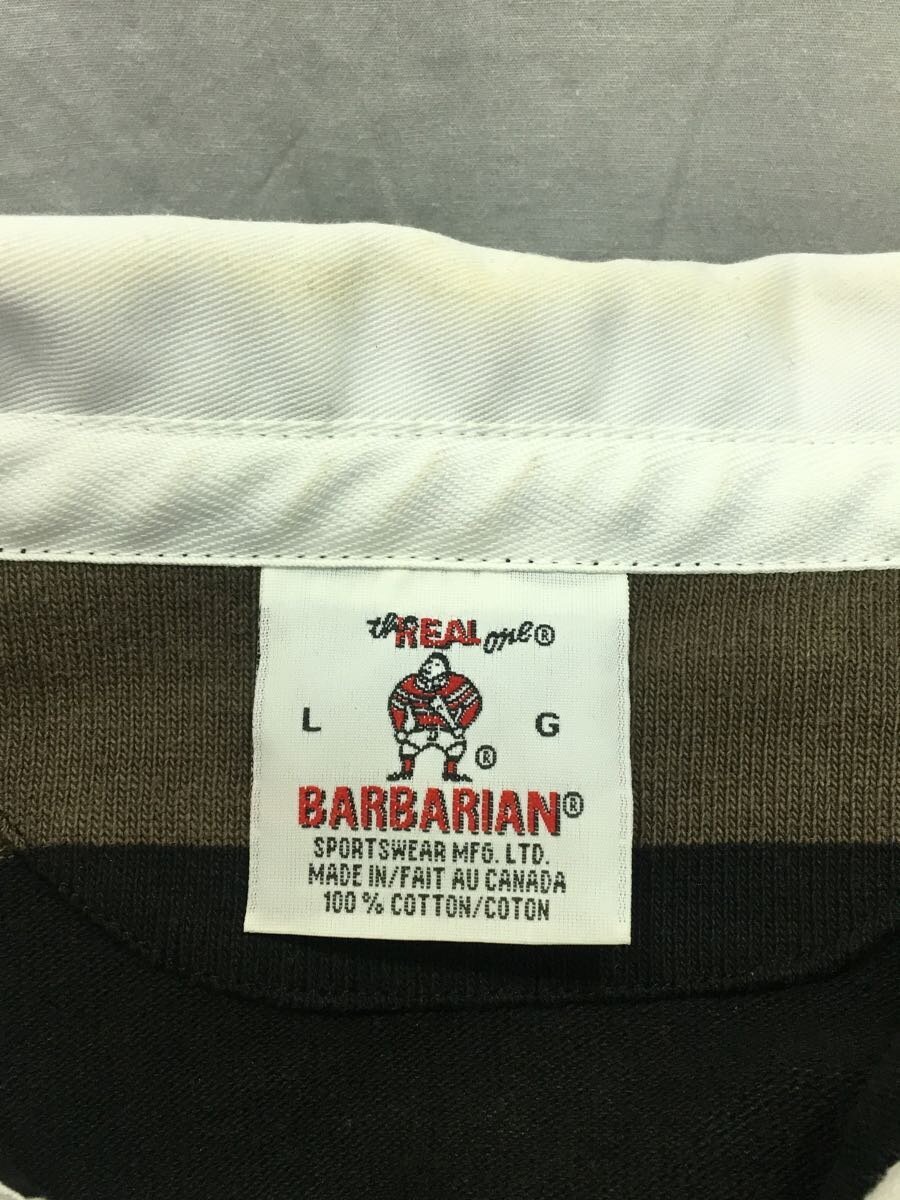 the REAL one®
L G
®
BARBARIAN®
SPORTSWEAR MFG. LTD.
MADE IN/FAIT AU CANADA
100 % COTTON/COTON